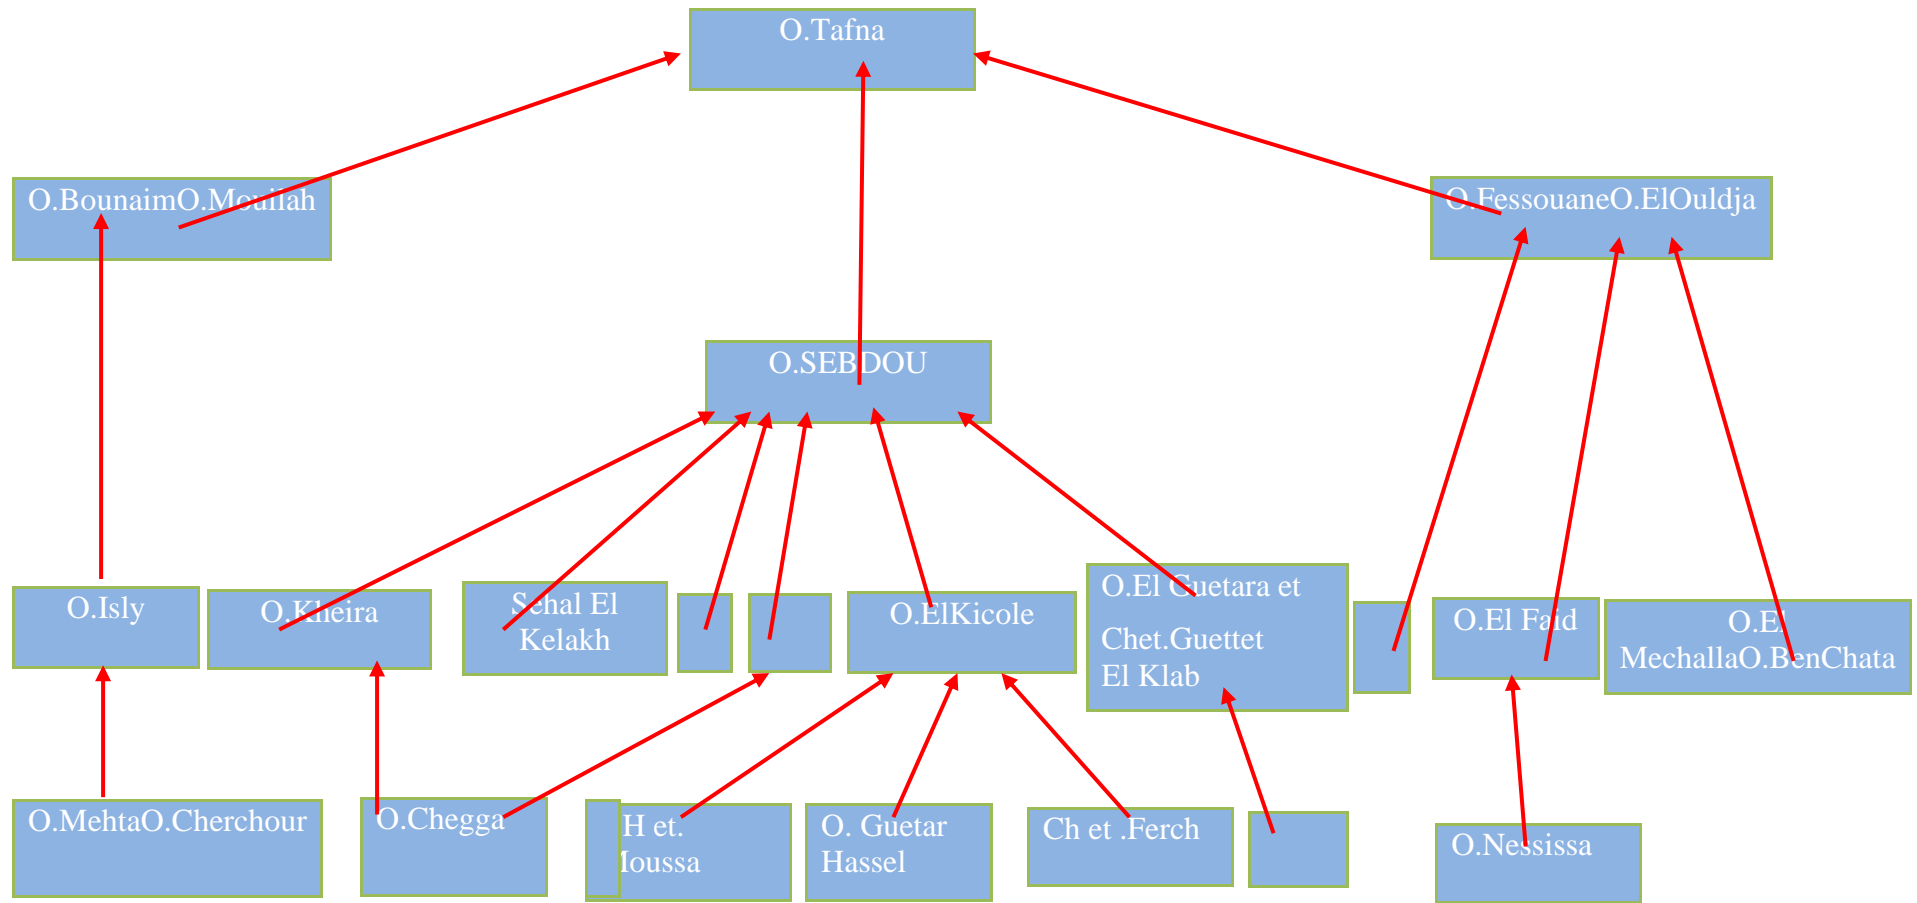 O.Tafna
O.BounaimO.Mouilah
O.FessouaneO.ElOuldja
O.SEBDOU
O.Isly
O.Kheira
Sehal El
Kelakh
O.ElKicole
O.El Guetara et
Chet.Guettet
El Klab
O.El Faid
O.El
MechallaO.BenChata
O.MehtaO.Cherchour
O.Chegga
H et.
O. Guetar
Hassel
Ch et .Ferch
O.Nessissa